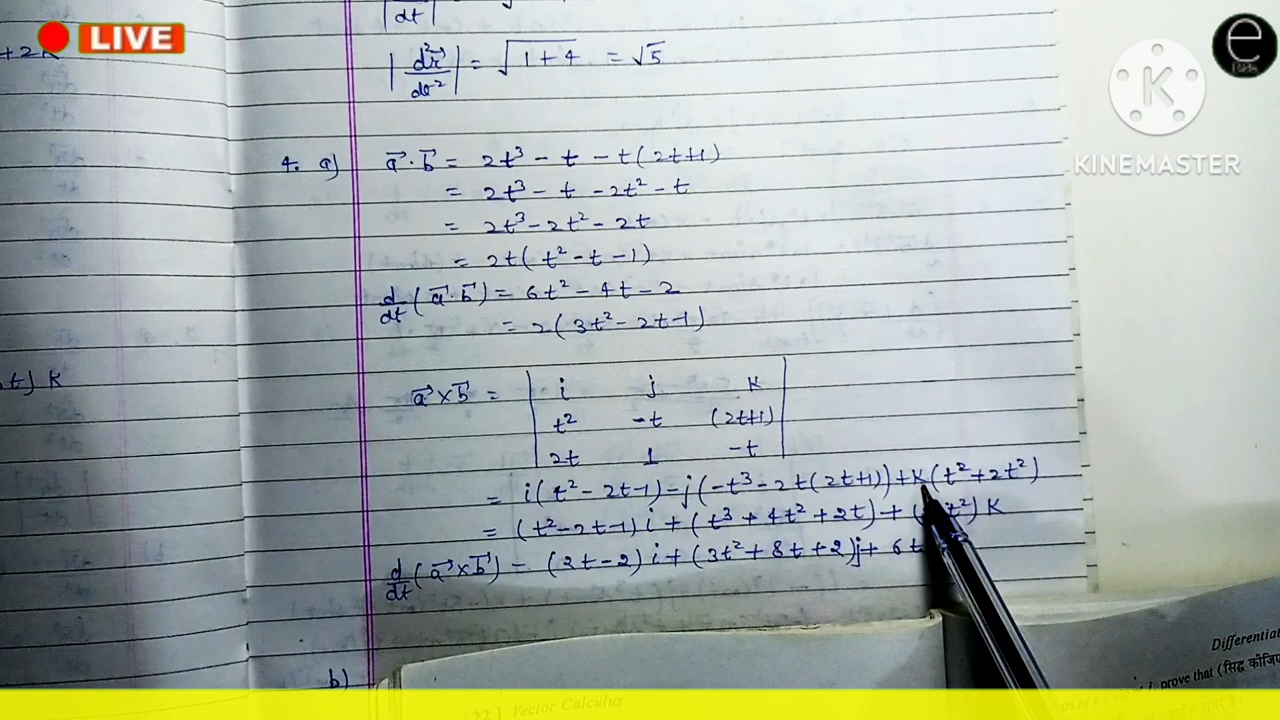 LIVE
e
K
KINEMASTER
+2K
|dt|
|d²r⃗/dt²| = √(1+4) = √5
4. a) a⃗·b⃗ = 2t³ - t - t(2t+1)
= 2t³ - t - 2t² - t
= 2t³ - 2t² - 2t
= 2t(t² - t - 1)
d/dt(a⃗·b⃗) = 6t² - 4t - 2
= 2(3t² - 2t - 1)
t) K
a⃗×b⃗ = | i j K
t² -t (2t+1)
2t 1 -t |
= i(t² - 2t - 1) - j(-t³ - 2t(2t+1)) + K(t² + 2t²)
= (t² - 2t - 1)i + (t³ + 4t² + 2t) + ( t²)K
d/dt(a⃗×b⃗) = (2t - 2)i + (3t² + 8t + 2)j + 6t
b)
Vector Calculus
Differential
prove that (सिद्ध कीजिए